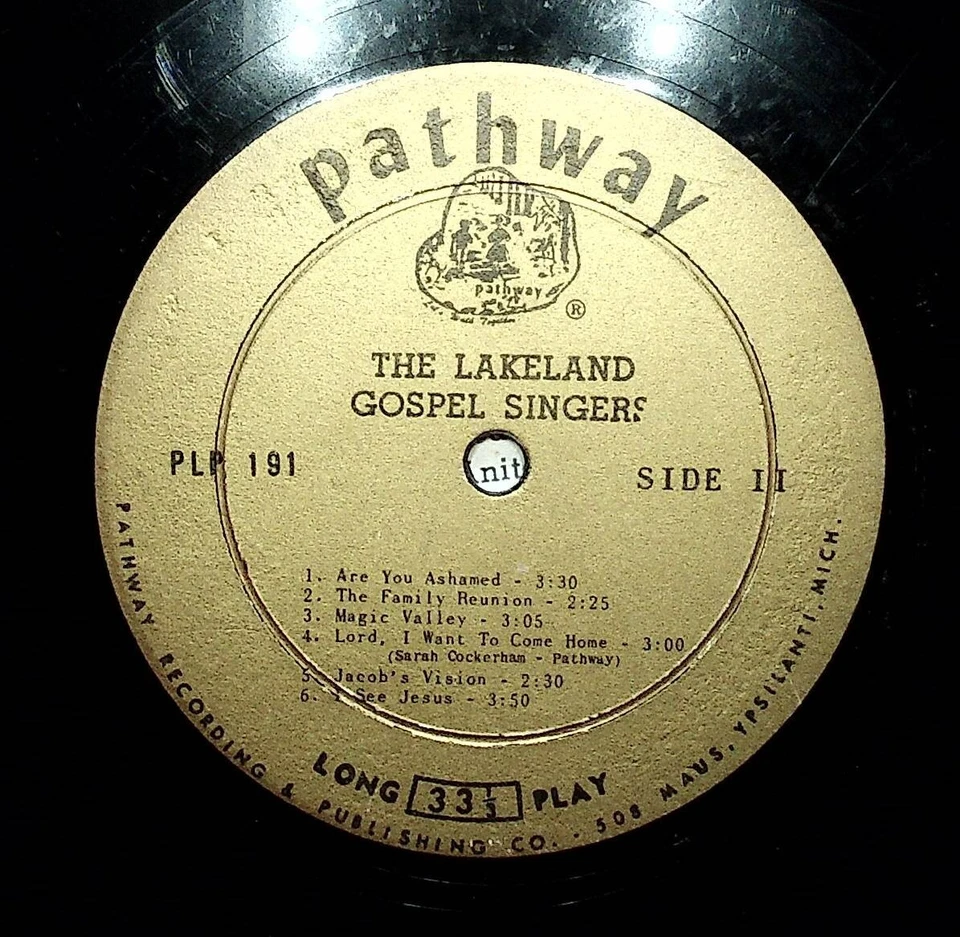 pathway
pathway
®
THE LAKELAND
GOSPEL SINGERS
nit
PLP 191
SIDE II
1. Are You Ashamed - 3:30
2. The Family Reunion - 2:25
3. Magic Valley - 3:05
4. Lord, I Want To Come Home - 3:00
(Sarah Cockerham - Pathway)
5. Jacob's Vision - 2:30
6. I See Jesus - 3:50
LONG 33⅓ PLAY
PATHWAY RECORDING & PUBLISHING CO. · 508 MAUS, YPSILANTI, MICH.